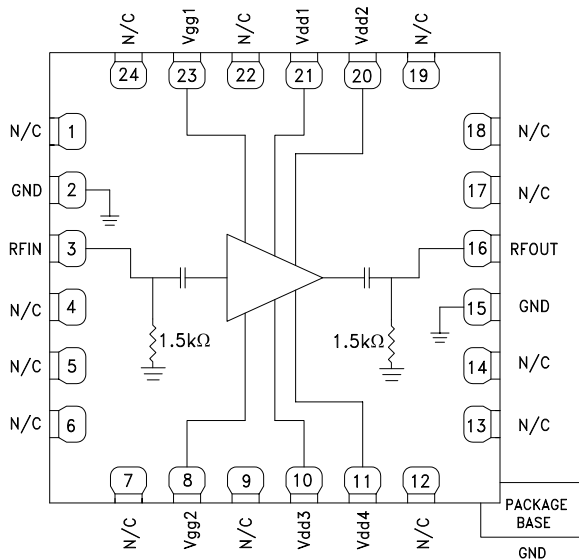 N/C
Vgg1
N/C
Vdd1
Vdd2
N/C
24
23
22
21
20
19
N/C 1
18 N/C
GND 2
17 N/C
RFIN 3
16 RFOUT
N/C 4
15 GND
1.5kΩ
1.5kΩ
N/C 5
14 N/C
N/C 6
13 N/C
7
8
9
10
11
12
N/C
Vgg2
N/C
Vdd3
Vdd4
N/C
PACKAGE
BASE
GND